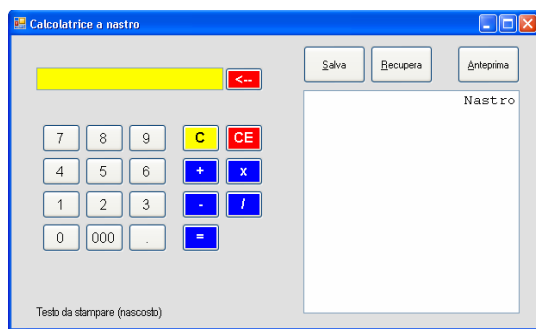 Calcolatrice a nastro
<--
Salva Recupera Anteprima
Nastro
7 8 9 C CE
4 5 6 + x
1 2 3 - /
0 000 . =
Testo da stampare (nascosto)